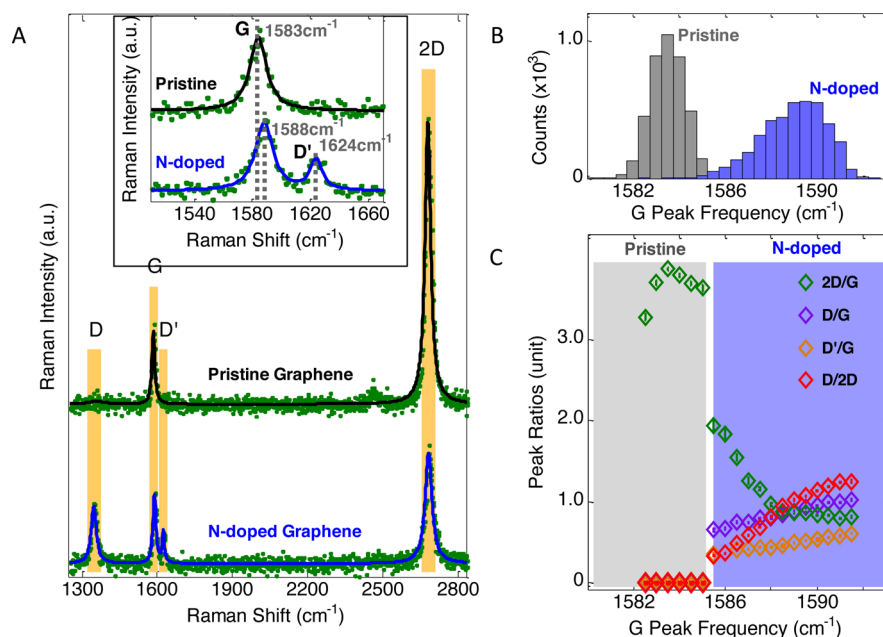 A
Raman Intensity (a.u.)
Raman Intensity (a.u.)
G
1583cm⁻¹
Pristine
1588cm⁻¹
1624cm⁻¹
D'
N-doped
1540 1580 1620 1660
Raman Shift (cm⁻¹)
2D
G
D
D'
Pristine Graphene
N-doped Graphene
1300 1600 1900 2200 2500 2800
Raman Shift (cm⁻¹)
B
Counts (x10³)
1.0
0
Pristine
N-doped
1582 1586 1590
G Peak Frequency (cm⁻¹)
C
Peak Ratios (unit)
Pristine
N-doped
2D/G
D/G
D'/G
D/2D
3.0
2.0
1.0
0
1582 1586 1590
G Peak Frequency (cm⁻¹)